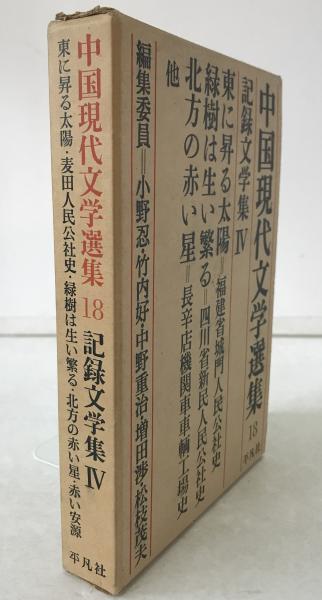 中国現代文学選集 18
記録文学集Ⅳ
東に昇る太陽=福建省城門人民公社史
緑樹は生い繁る=四川省新民人民公社史
北方の赤い星=長辛店機関車車輌工場史
他
編集委員=小野忍・竹内好・中野重治・増田渉・松枝茂夫
平凡社
中国現代文学選集 18 記録文学集Ⅳ
東に昇る太陽・麦田人民公社史・緑樹は生い繁る・北方の赤い星・赤い安源
平凡社